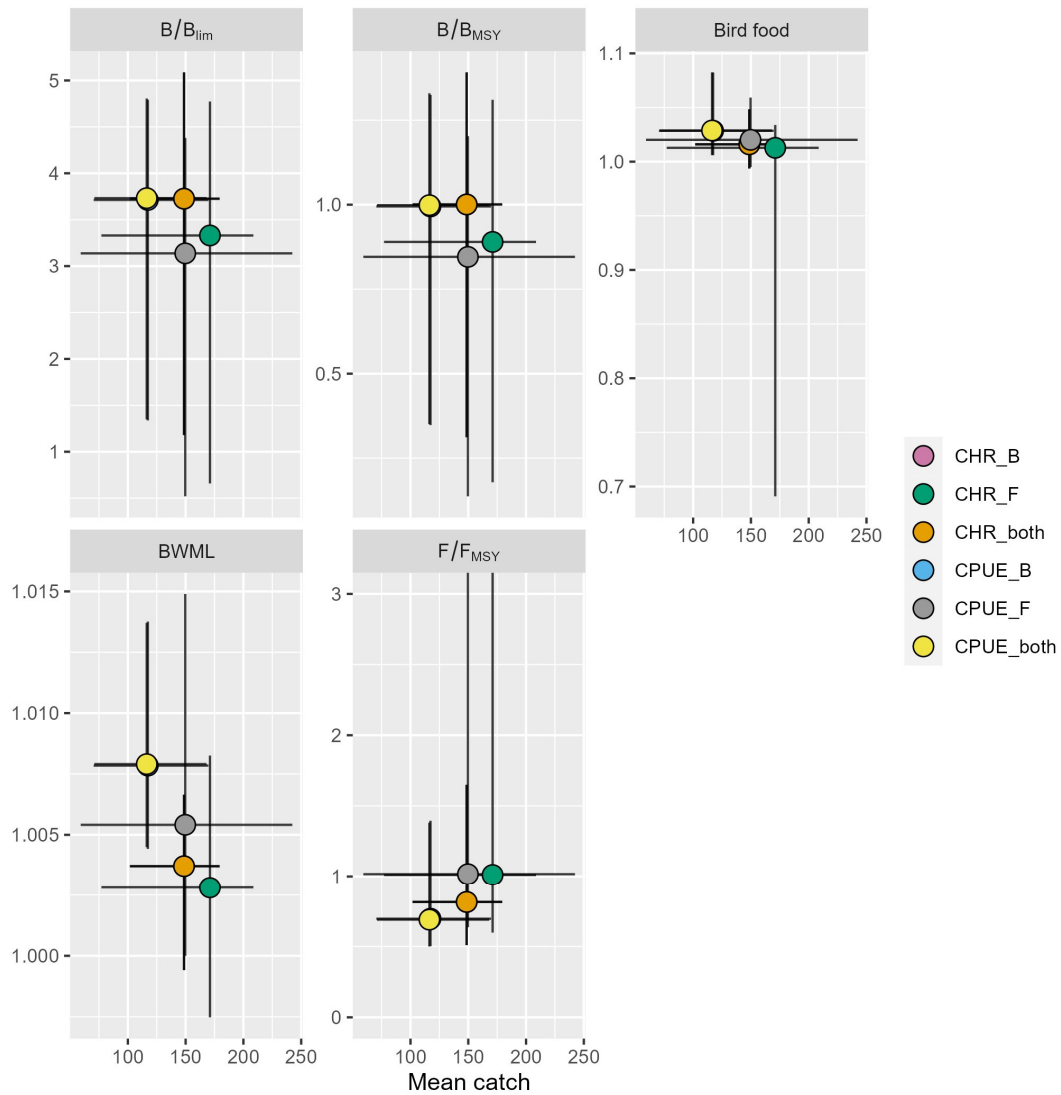 B/Blim
B/BMSY
Bird food
5
4
3
2
1
1.0
0.5
1.1
1.0
0.9
0.8
0.7
100 150 200 250
BWML
F/FMSY
1.015
1.010
1.005
1.000
3
2
1
0
100 150 200 250
100 150 200 250
Mean catch
CHR_B
CHR_F
CHR_both
CPUE_B
CPUE_F
CPUE_both